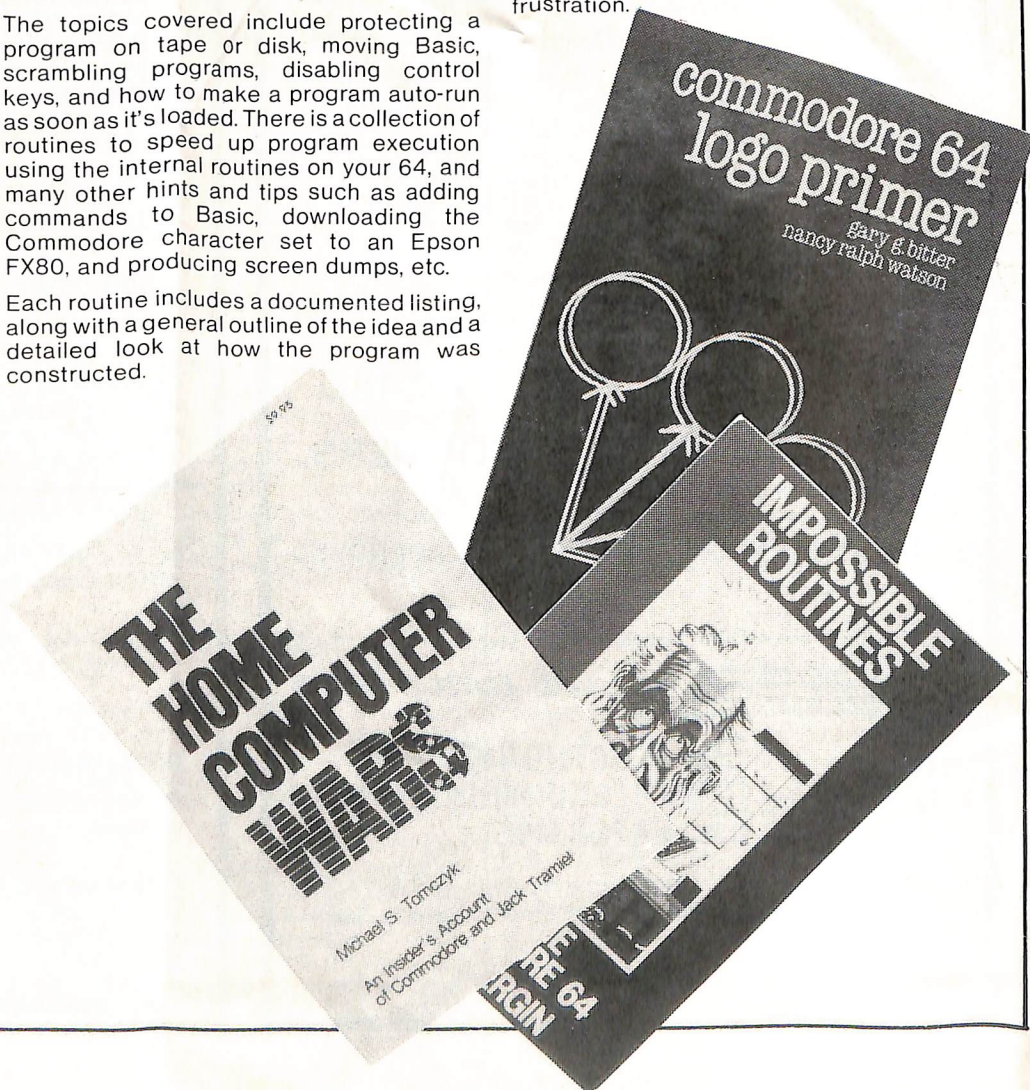 The topics covered include protecting a
program on tape or disk, moving Basic,
scrambling programs, disabling control
keys, and how to make a program auto-run
as soon as it's loaded. There is a collection of
routines to speed up program execution
using the internal routines on your 64, and
many other hints and tips such as adding
commands to Basic, downloading the
Commodore character set to an Epson
FX80, and producing screen dumps, etc.
Each routine includes a documented listing,
along with a general outline of the idea and a
detailed look at how the program was
constructed.
frustration.
commodore 64
logo primer
gary g. bitter
nancy ralph watson
IMPOSSIBLE
ROUTINES
RE 64
RGIN
THE
HOME
COMPUTER
WARS
Michael S. Tomczyk
An Insider's Account
of Commodore and Jack Tramiel